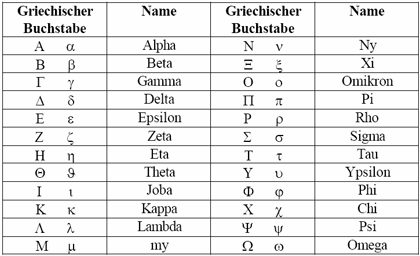 Griechischer Buchstabe Name Griechischer Buchstabe Name
Α α Alpha Ν ν Ny
Β β Beta Ξ ξ Xi
Γ γ Gamma Ο ο Omikron
Δ δ Delta Π π Pi
Ε ε Epsilon Ρ ρ Rho
Ζ ζ Zeta Σ σ Sigma
Η η Eta Τ τ Tau
Θ ϑ Theta Υ υ Ypsilon
Ι ι Joba Φ φ Phi
Κ κ Kappa Χ χ Chi
Λ λ Lambda Ψ ψ Psi
Μ μ my Ω ω Omega